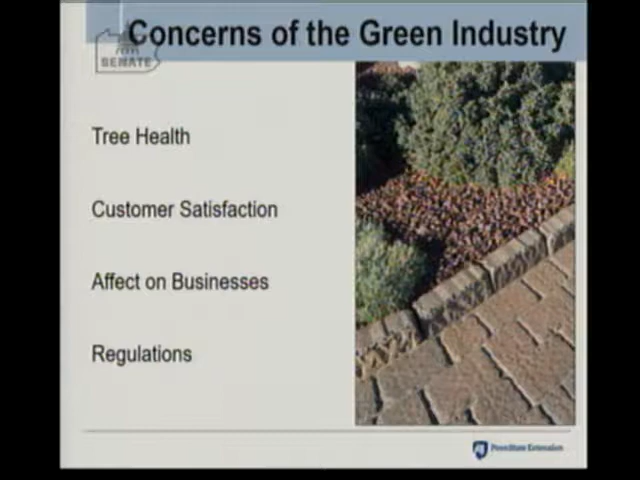 Concerns of the Green Industry
SENATE
Tree Health
Customer Satisfaction
Affect on Businesses
Regulations
PennState Extension